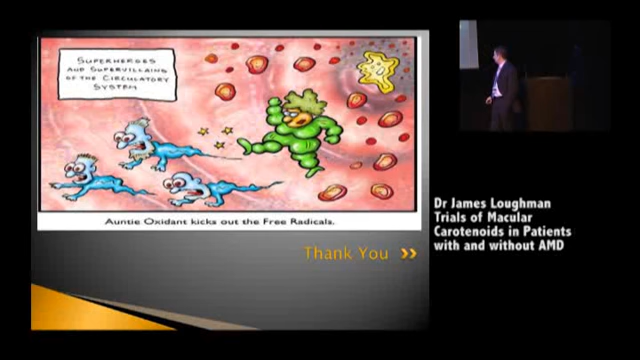 SUPERHEROES
AND SUPERVILLAINS
OF THE CIRCULATORY
SYSTEM
Auntie Oxidant kicks out the Free Radicals.
Thank You
Dr James Loughman
Trials of Macular
Carotenoids in Patients
with and without AMD